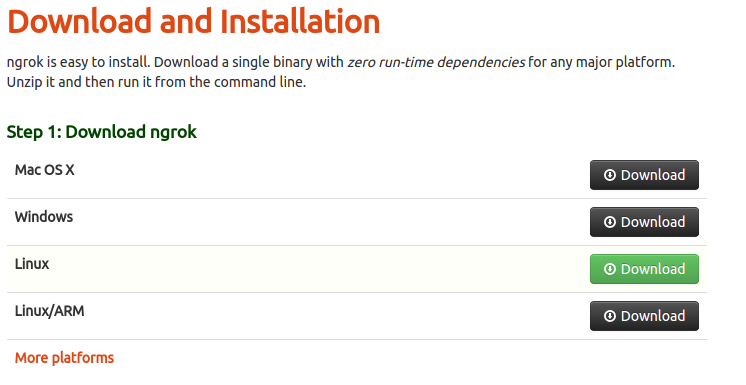 Download and Installation
ngrok is easy to install. Download a single binary with zero run-time dependencies for any major platform.
Unzip it and then run it from the command line.
Step 1: Download ngrok
Mac OS X Download
Windows Download
Linux Download
Linux/ARM Download
More platforms